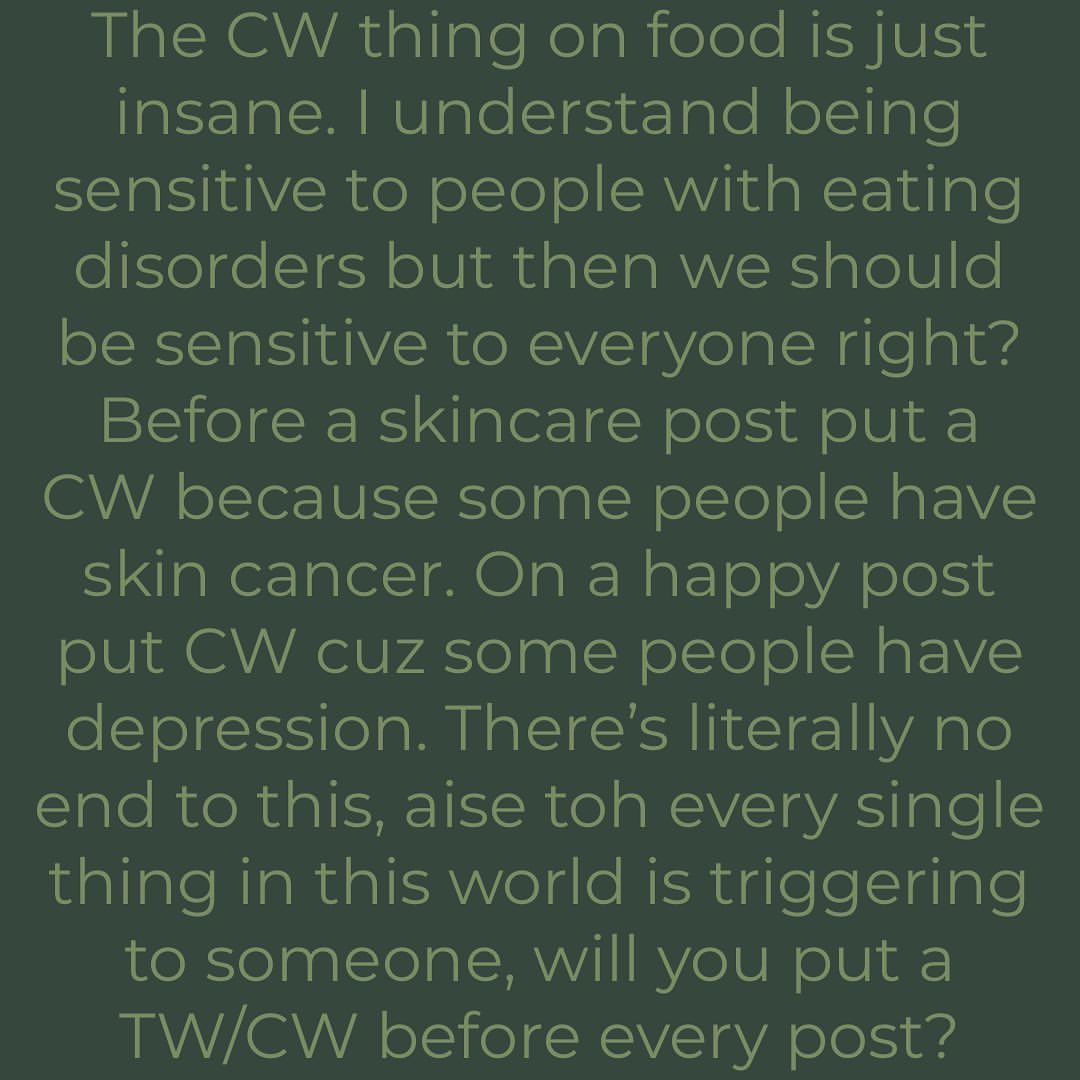 The CW thing on food is just
insane. I understand being
sensitive to people with eating
disorders but then we should
be sensitive to everyone right?
Before a skincare post put a
CW because some people have
skin cancer. On a happy post
put CW cuz some people have
depression. There’s literally no
end to this, aise toh every single
thing in this world is triggering
to someone, will you put a
TW/CW before every post?